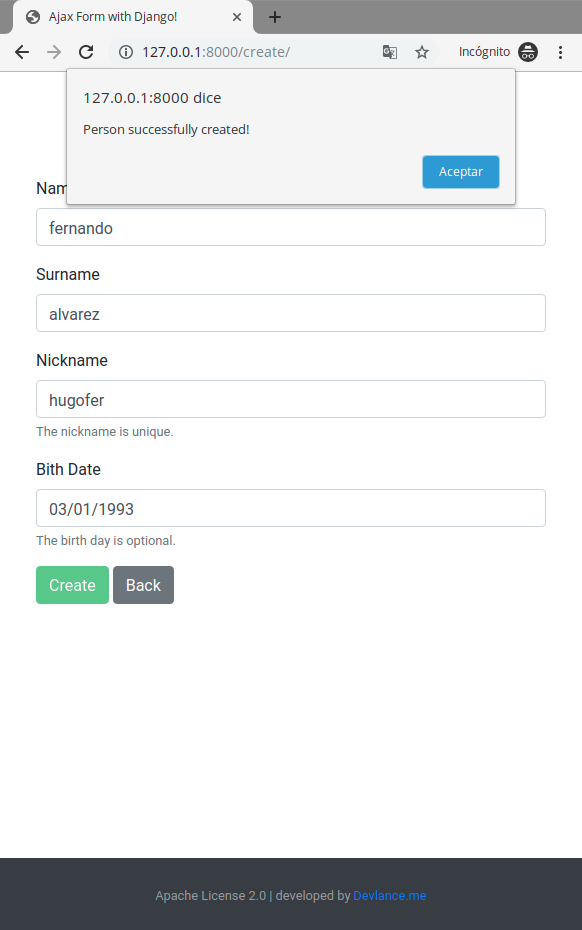 Ajax Form with Django!
127.0.0.1:8000/create/
Incógnito
127.0.0.1:8000 dice
Person successfully created!
Aceptar
Nam
fernando
Surname
alvarez
Nickname
hugofer
The nickname is unique.
Bith Date
03/01/1993
The birth day is optional.
Create Back
Apache License 2.0 | developed by Devlance.me